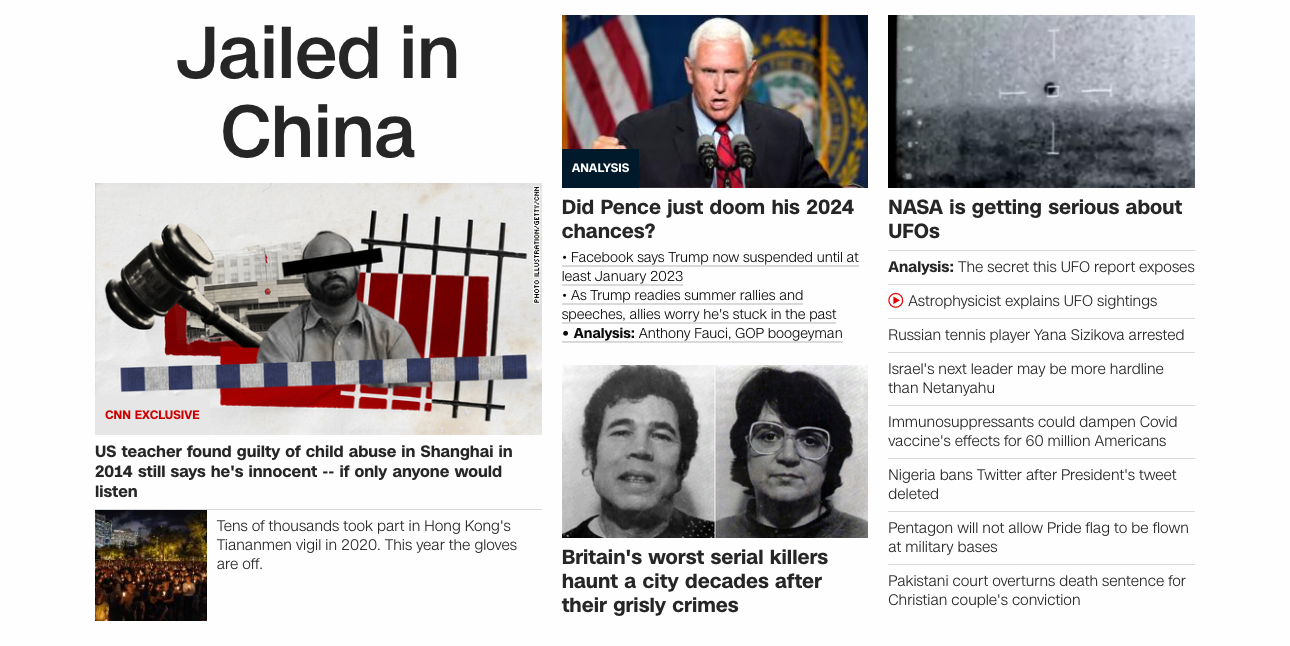 Jailed in
China
PHOTO ILLUSTRATION/GETTY/CNN
CNN EXCLUSIVE
US teacher found guilty of child abuse in Shanghai in
2014 still says he's innocent -- if only anyone would
listen
Tens of thousands took part in Hong Kong's
Tiananmen vigil in 2020. This year the gloves
are off.
ANALYSIS
Did Pence just doom his 2024
chances?
• Facebook says Trump now suspended until at
least January 2023
• As Trump readies summer rallies and
speeches, allies worry he's stuck in the past
• Analysis: Anthony Fauci, GOP boogeyman
Britain's worst serial killers
haunt a city decades after
their grisly crimes
NASA is getting serious about
UFOs
Analysis: The secret this UFO report exposes
Astrophysicist explains UFO sightings
Russian tennis player Yana Sizikova arrested
Israel's next leader may be more hardline
than Netanyahu
Immunosuppressants could dampen Covid
vaccine's effects for 60 million Americans
Nigeria bans Twitter after President's tweet
deleted
Pentagon will not allow Pride flag to be flown
at military bases
Pakistani court overturns death sentence for
Christian couple's conviction